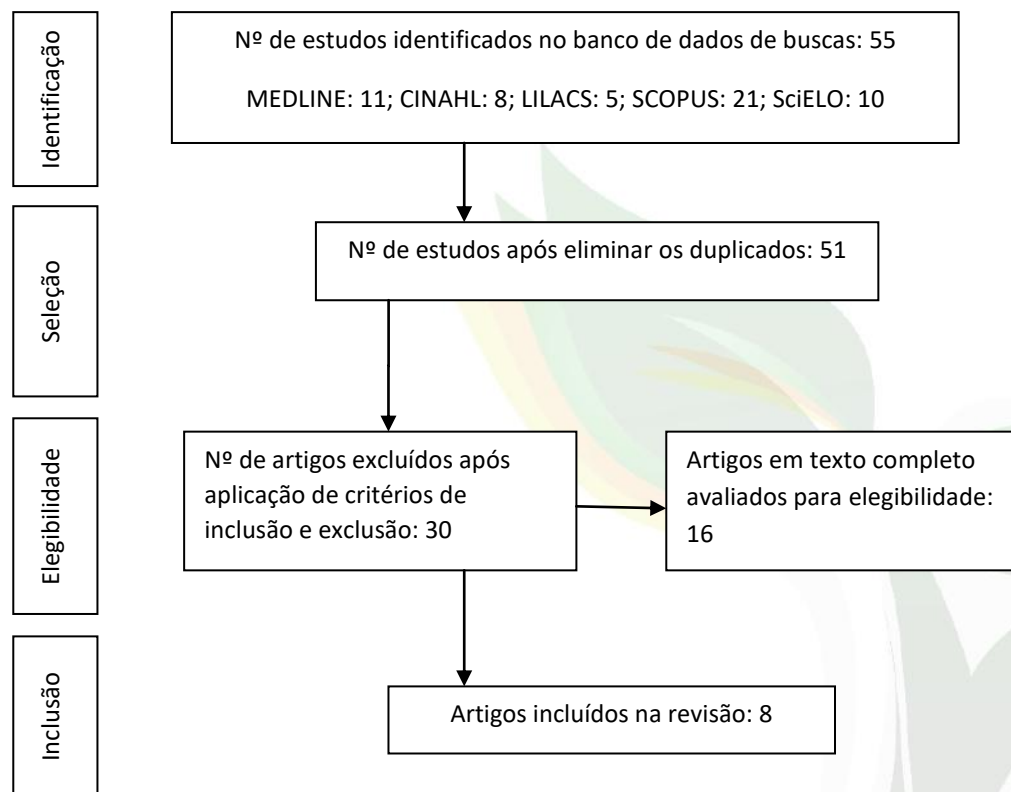 Identificação
Nº de estudos identificados no banco de dados de buscas: 55
MEDLINE: 11; CINAHL: 8; LILACS: 5; SCOPUS: 21; SciELO: 10
Seleção
Nº de estudos após eliminar os duplicados: 51
Elegibilidade
Nº de artigos excluídos após
aplicação de critérios de
inclusão e exclusão: 30
Artigos em texto completo
avaliados para elegibilidade:
16
Inclusão
Artigos incluídos na revisão: 8